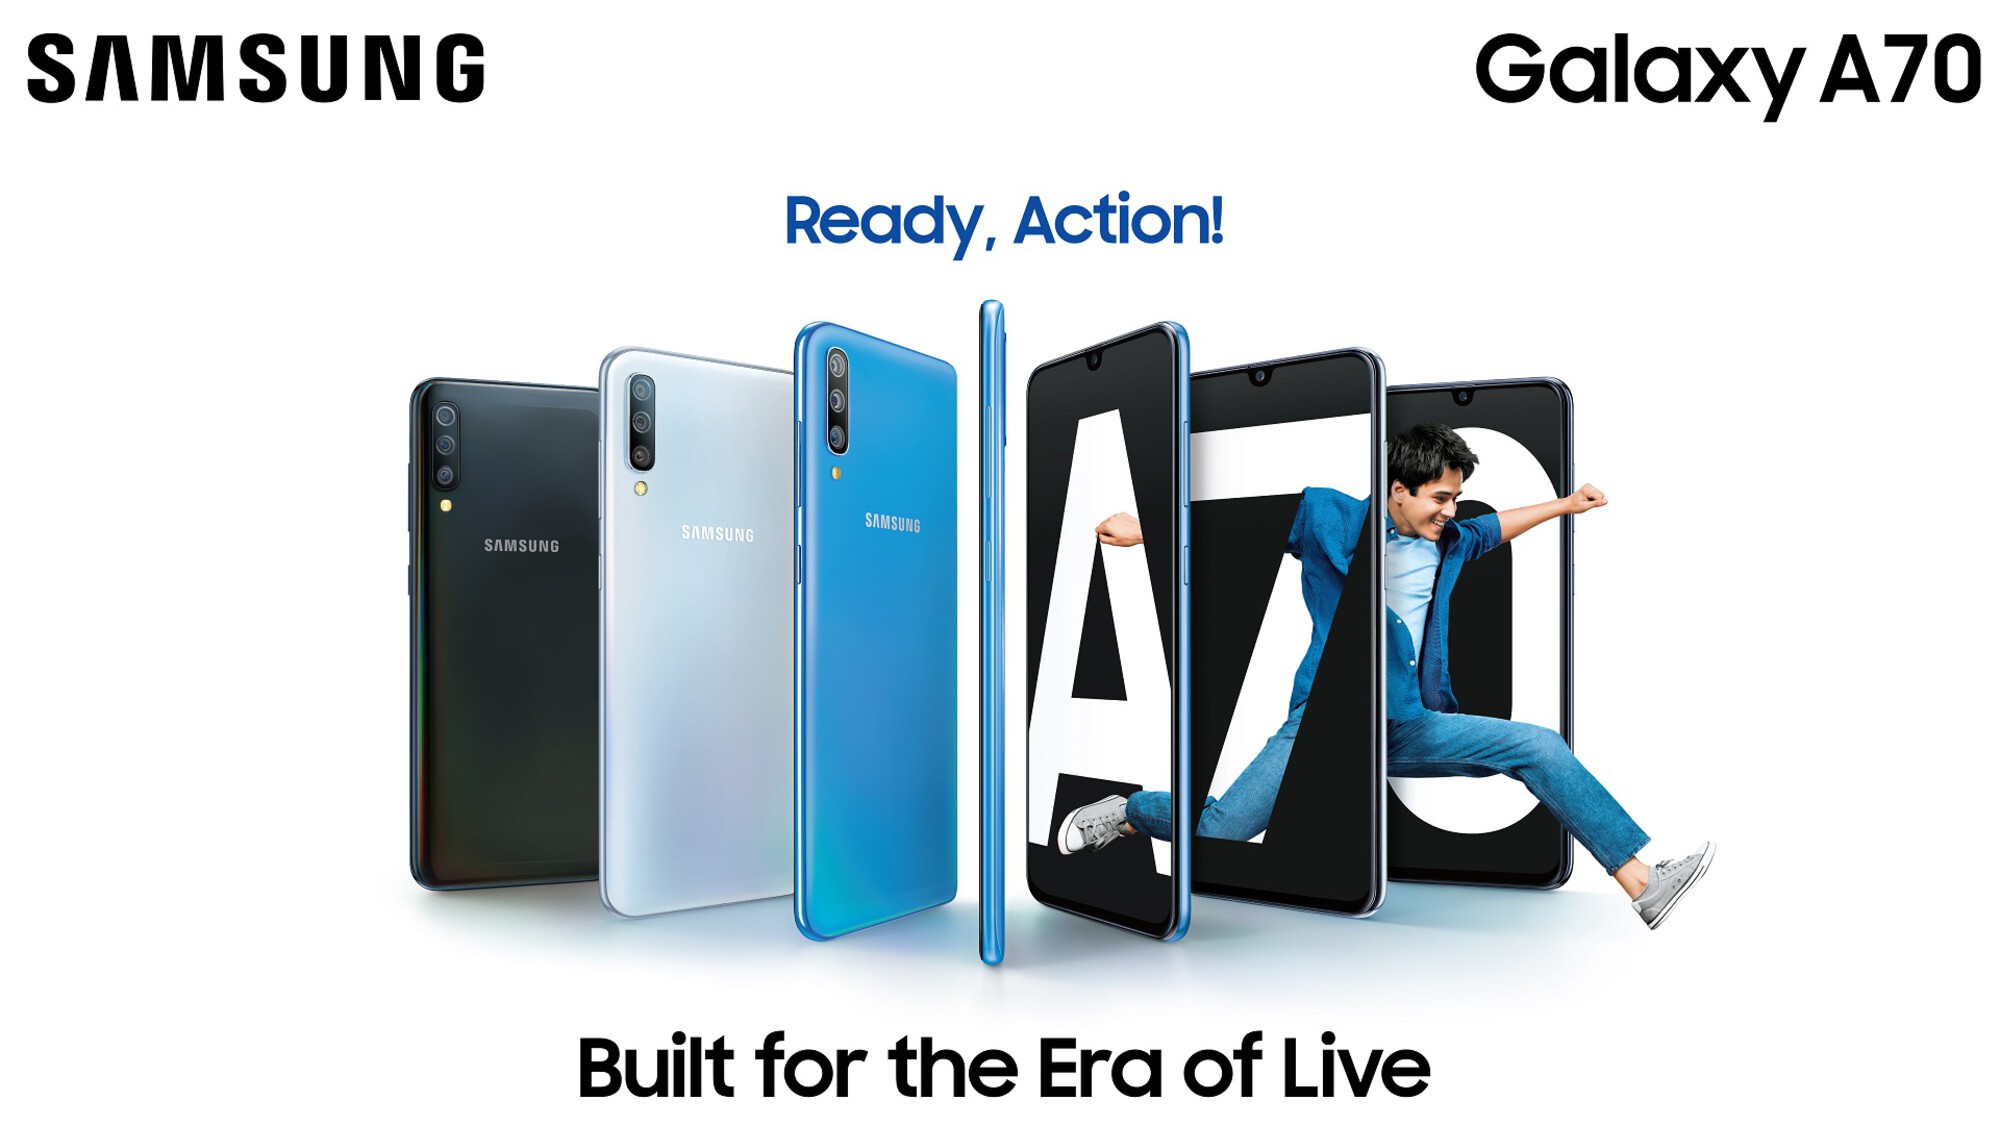 SAMSUNG
Galaxy A70
Ready, Action!
SAMSUNG
SAMSUNG
SAMSUNG
A70
Built for the Era of Live